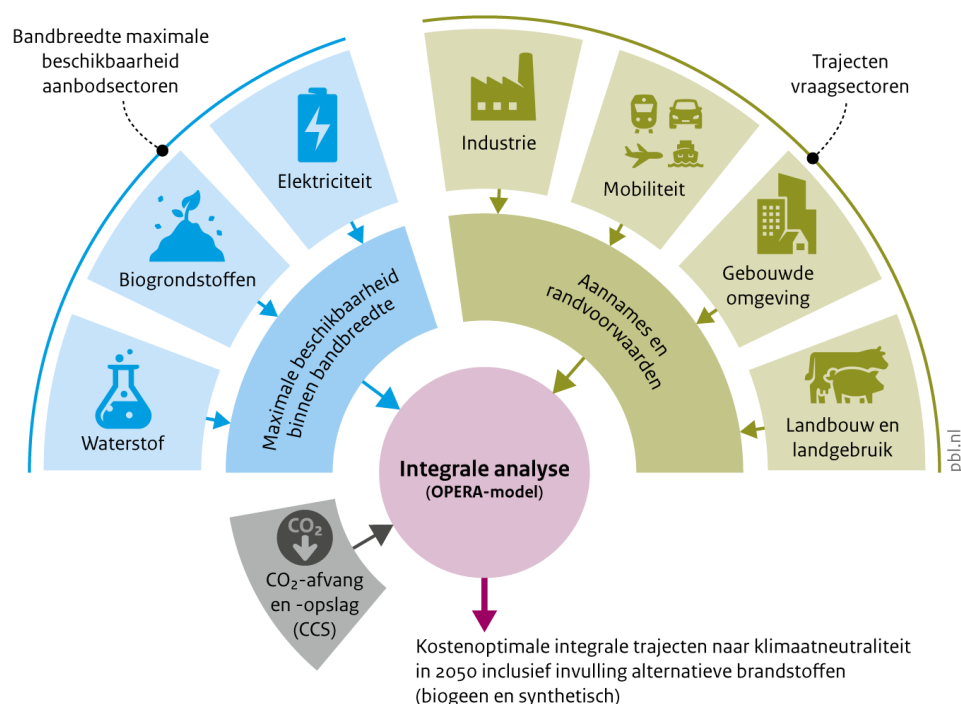 Bandbreedte maximale
beschikbaarheid
aanbodsectoren
Trajecten
vraagsectoren
Elektriciteit
Biogrondstoffen
Waterstof
Industrie
Mobiliteit
Gebouwde
omgeving
Landbouw en
landgebruik
Maximale beschikbaarheid
binnen bandbreedte
Aannames en
randvoorwaarden
Integrale analyse
(OPERA-model)
CO₂
CO₂-afvang
en -opslag
(CCS)
Kostenoptimale integrale trajecten naar klimaatneutraliteit
in 2050 inclusief invulling alternatieve brandstoffen
(biogeen en synthetisch)
pbl.nl